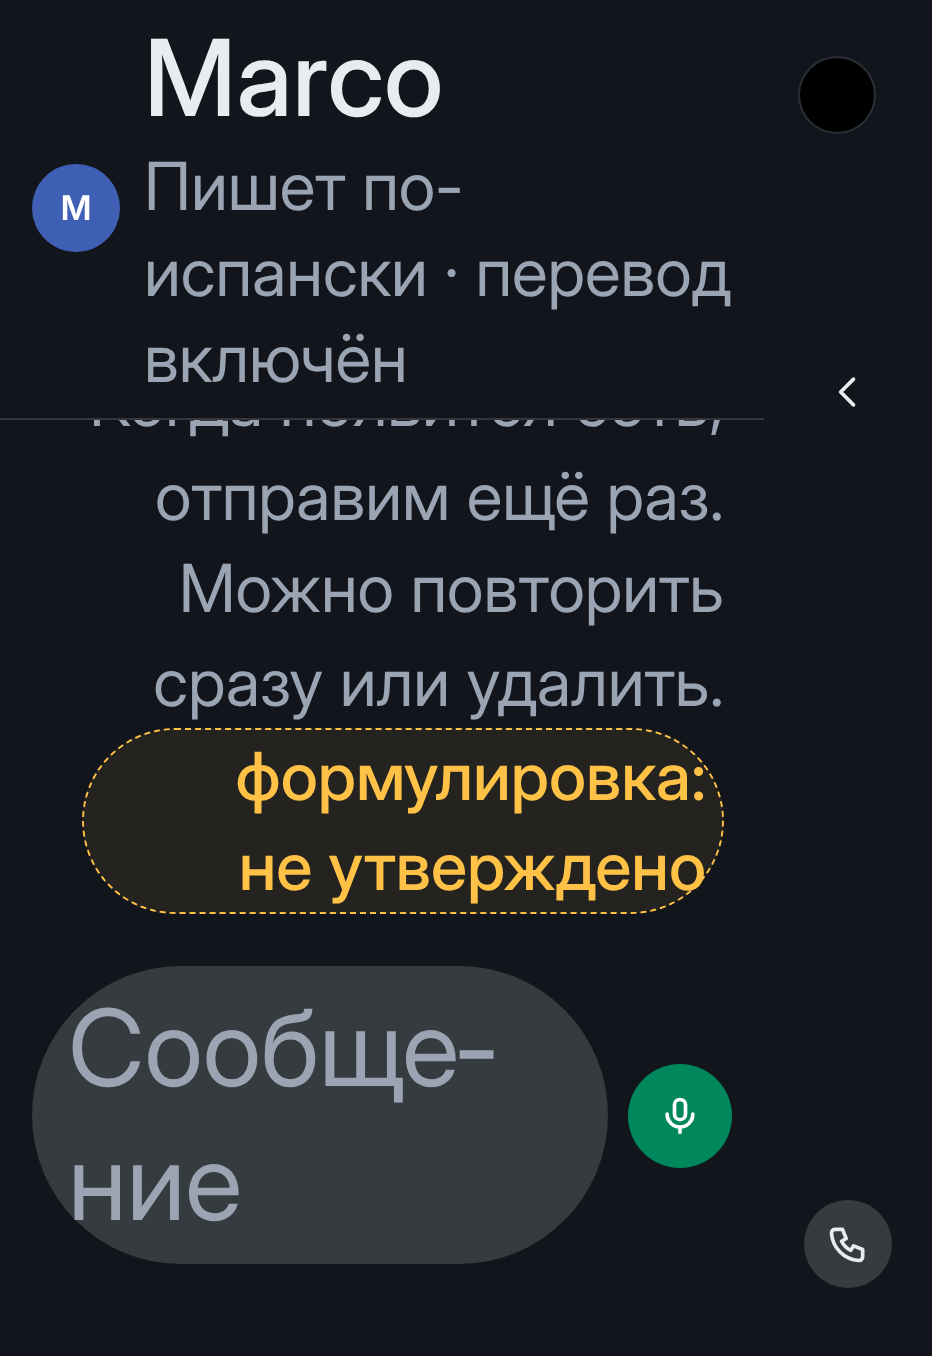 Marco
M
Пишет по-
испански · перевод
включён
отправим ещё раз.
Можно повторить
сразу или удалить.
формулировка:
не утверждено
Сообще-
ние